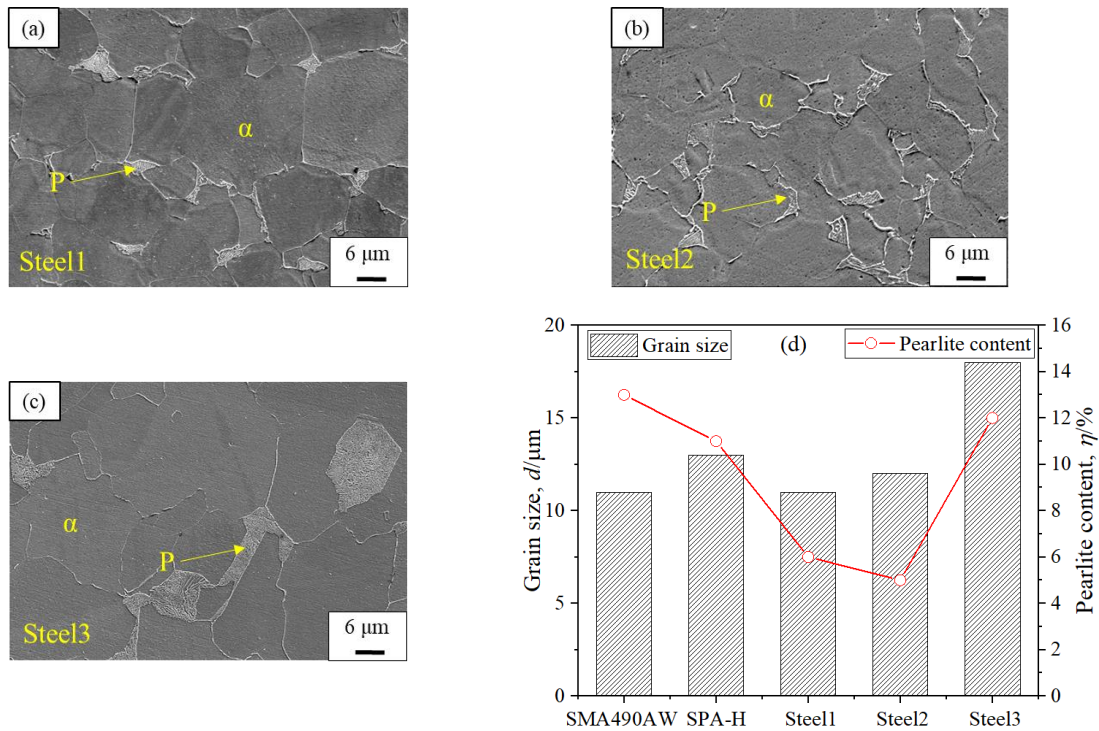 (a)
α
P
Steel1
6 μm
(b)
α
P
Steel2
6 μm
(c)
α
P
Steel3
6 μm
(d)
Grain size
Pearlite content
20
15
10
5
0
Grain size, d/μm
16
14
12
10
8
6
4
2
0
Pearlite content, η/%
SMA490AW SPA-H Steel1 Steel2 Steel3